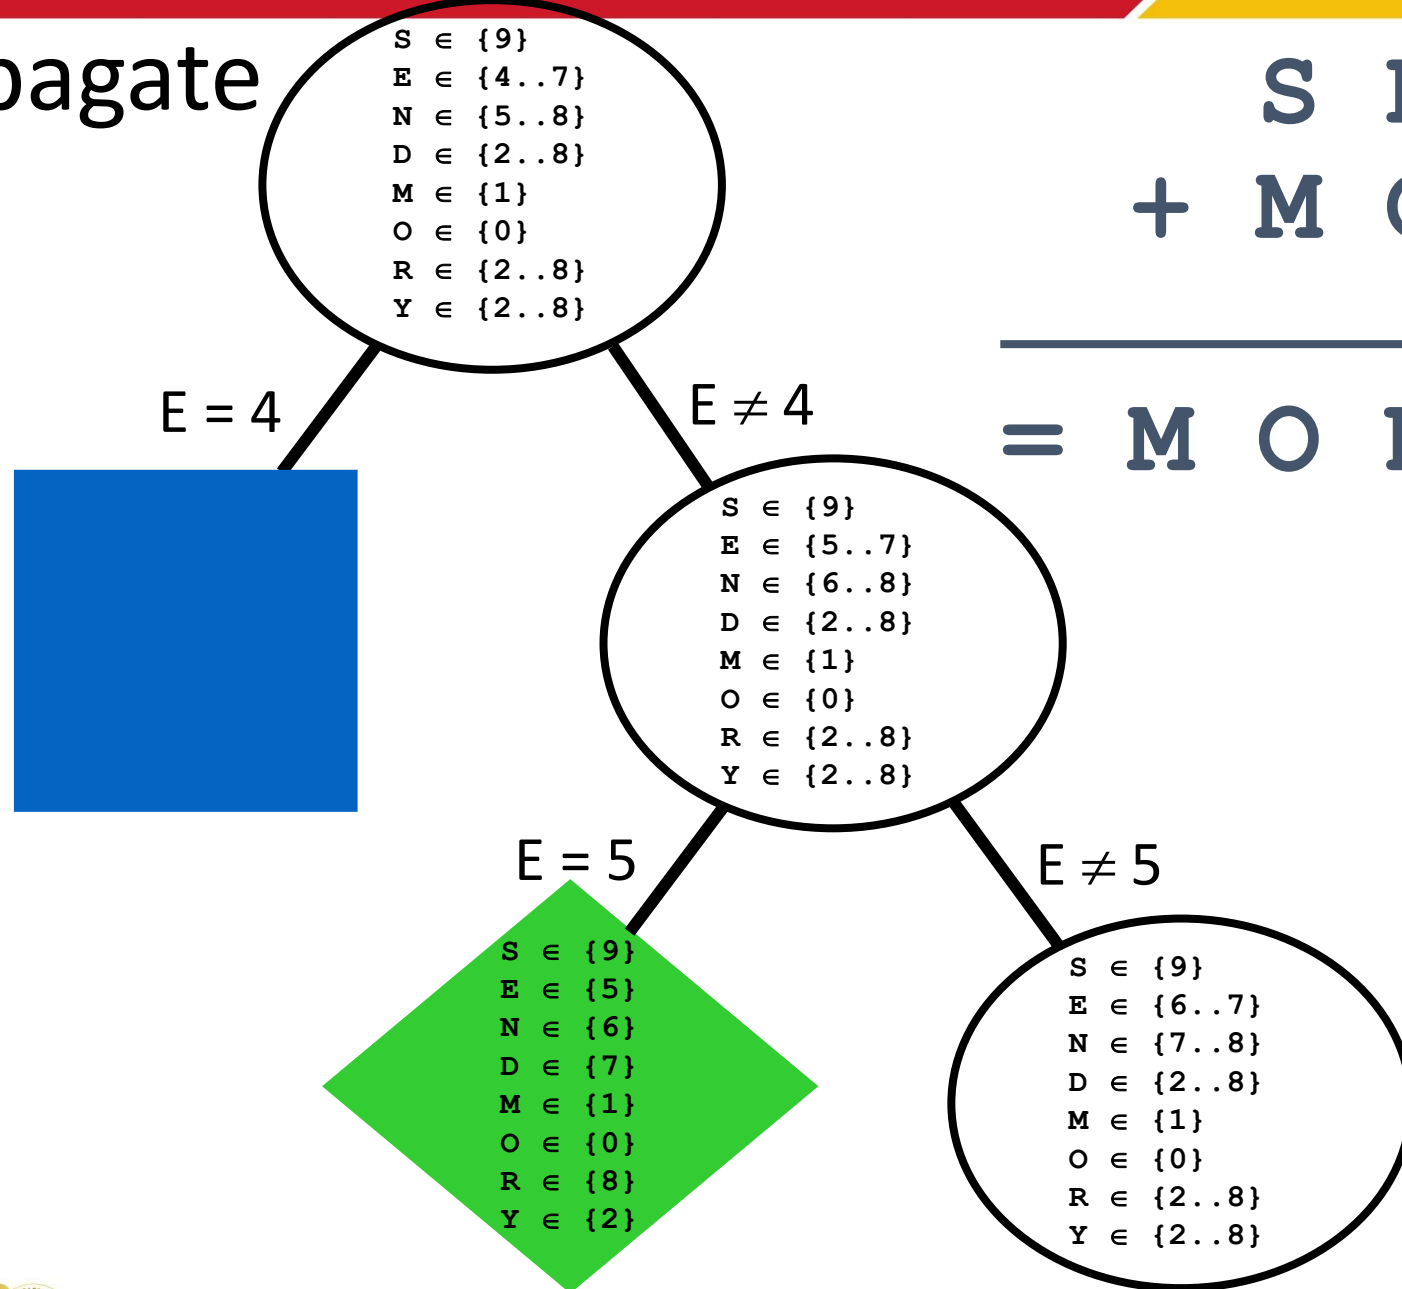 pagate
S ∈ {9}
E ∈ {4..7}
N ∈ {5..8}
D ∈ {2..8}
M ∈ {1}
O ∈ {0}
R ∈ {2..8}
Y ∈ {2..8}
S
+ M
= M O
E = 4
E ≠ 4
S ∈ {9}
E ∈ {5..7}
N ∈ {6..8}
D ∈ {2..8}
M ∈ {1}
O ∈ {0}
R ∈ {2..8}
Y ∈ {2..8}
E = 5
E ≠ 5
S ∈ {9}
E ∈ {5}
N ∈ {6}
D ∈ {7}
M ∈ {1}
O ∈ {0}
R ∈ {8}
Y ∈ {2}
S ∈ {9}
E ∈ {6..7}
N ∈ {7..8}
D ∈ {2..8}
M ∈ {1}
O ∈ {0}
R ∈ {2..8}
Y ∈ {2..8}